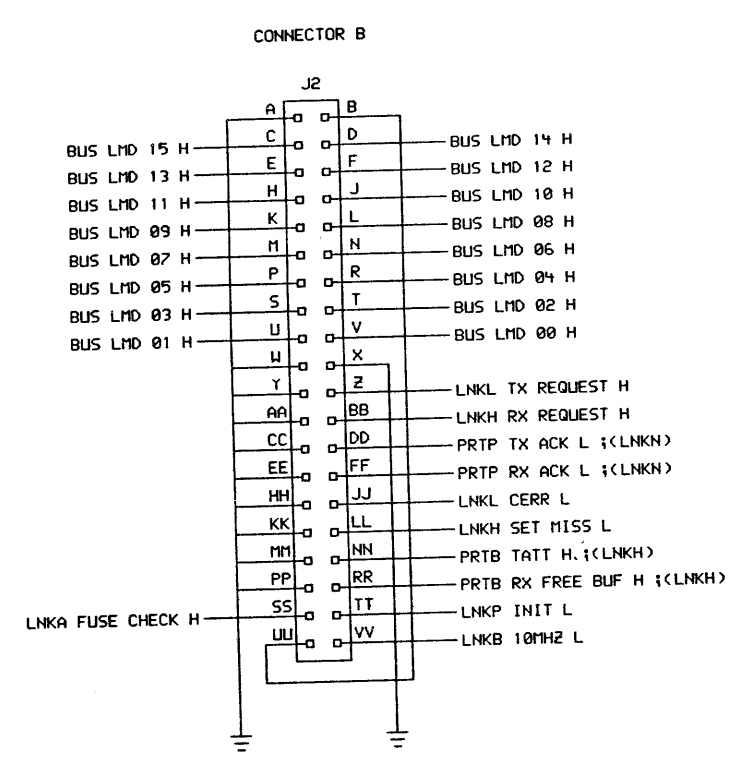 CONNECTOR B
J2
A B
C D
BUS LMD 15 H BUS LMD 14 H
E F
BUS LMD 13 H BUS LMD 12 H
H J
BUS LMD 11 H BUS LMD 10 H
K L
BUS LMD 09 H BUS LMD 08 H
M N
BUS LMD 07 H BUS LMD 06 H
P R
BUS LMD 05 H BUS LMD 04 H
S T
BUS LMD 03 H BUS LMD 02 H
U V
BUS LMD 01 H BUS LMD 00 H
W X
Y Z
LNKL TX REQUEST H
AA BB
LNKH RX REQUEST H
CC DD
PRTP TX ACK L ;(LNKN)
EE FF
PRTP RX ACK L ;(LNKN)
HH JJ
LNKL CERR L
KK LL
LNKH SET MISS L
MM NN
PRTB TATT H ;(LNKH)
PP RR
PRTB RX FREE BUF H ;(LNKH)
SS TT
LNKA FUSE CHECK H LNKP INIT L
UU VV
LNKB 10MHZ L